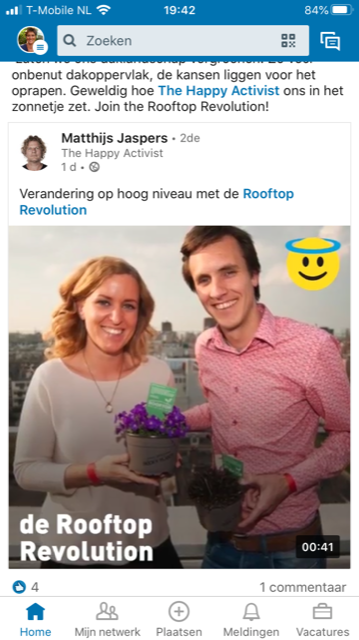 T-Mobile NL 19:42 84%
Zoeken
onbenut dakoppervlak, de kansen liggen voor het
oprapen. Geweldig hoe The Happy Activist ons in het
zonnetje zet. Join the Rooftop Revolution!
Matthijs Jaspers • 2de
The Happy Activist
1 d •
Verandering op hoog niveau met de Rooftop
Revolution
de Rooftop
Revolution
00:41
4 1 commentaar
Home Mijn netwerk Plaatsen Meldingen Vacatures